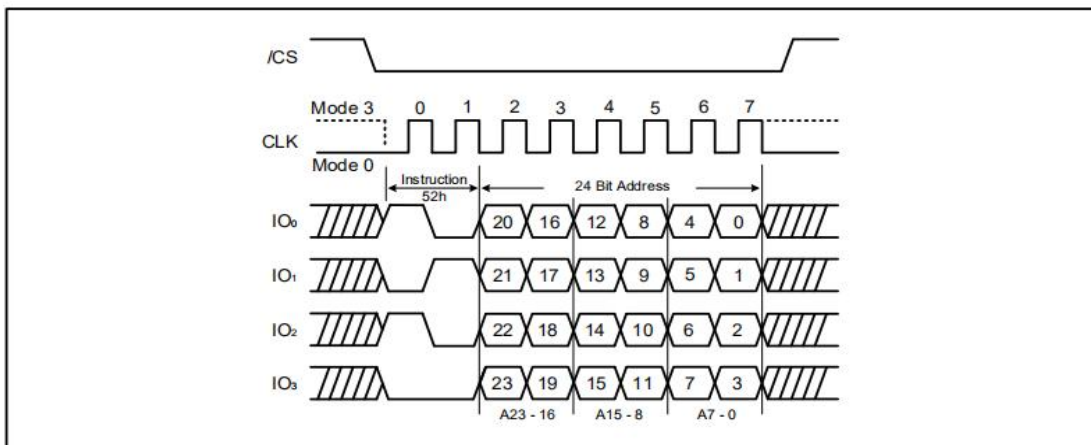 /CS
Mode 3 0 1 2 3 4 5 6 7
CLK
Mode 0
Instruction
52h
24 Bit Address
IO₀ 20 16 12 8 4 0
IO₁ 21 17 13 9 5 1
IO₂ 22 18 14 10 6 2
IO₃ 23 19 15 11 7 3
A23 - 16 A15 - 8 A7 - 0